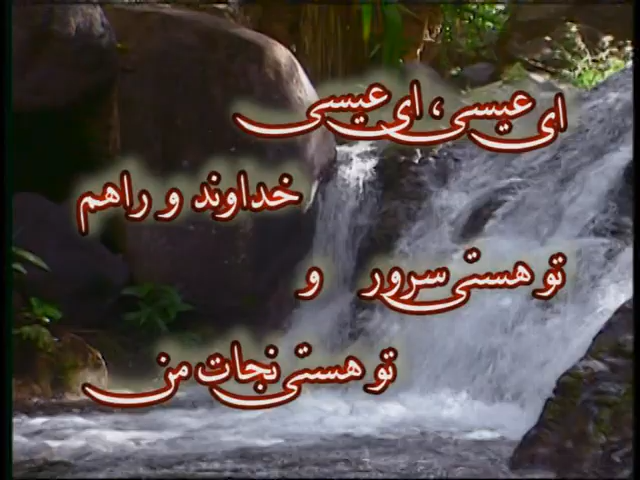 ای عیسی، ای عیسی
خداوند و راهم
تو هستی سرور و
تو هستی نجات من